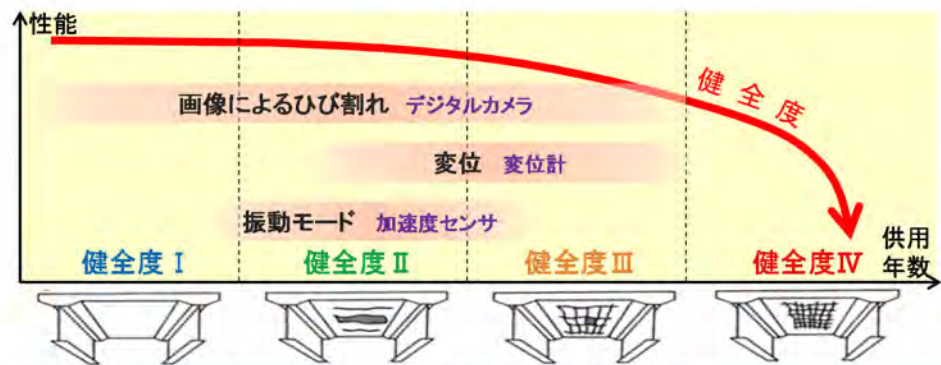 性能
健全度
画像によるひび割れ デジタルカメラ
変位 変位計
振動モード 加速度センサ
健全度Ⅰ 健全度Ⅱ 健全度Ⅲ 健全度Ⅳ
供用
年数